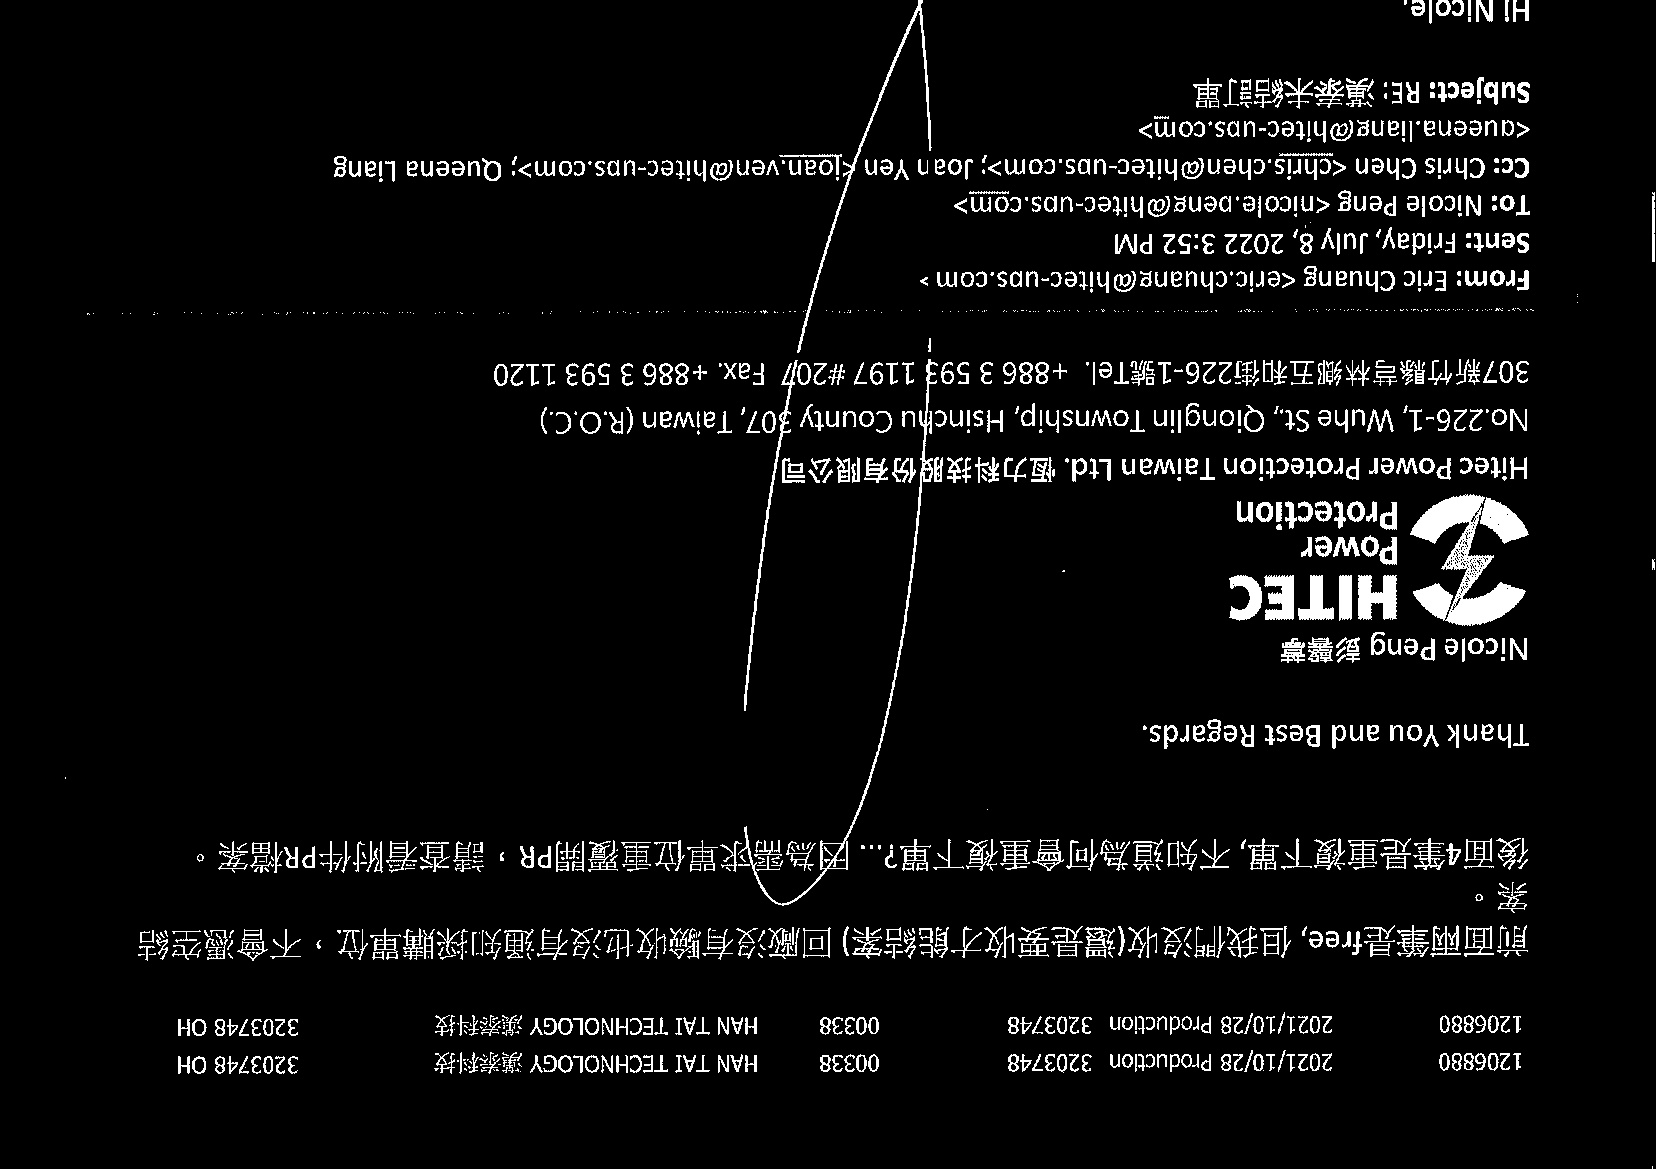 1206880 2021/10/28 Production 3203748 00338 HAN TAI TECHNOLOGY 漢泰科技 3203748 OH
1206880 2021/10/28 Production 3203748 00338 HAN TAI TECHNOLOGY 漢泰科技 3203748 OH
前面兩筆是free, 但我們沒收(還是要收才能結案) 回廠沒有驗收也沒有通知採購單位，不會憑空結
案。
後面4筆是重複下單, 不知道為何會重複下單?... 因為需求單位重覆開PR，請查看附件PR檔案。
Thank You and Best Regards.
Nicole Peng 彭馨葶
HITEC
Power
Protection
Hitec Power Protection Taiwan Ltd. 恆力科技股份有限公司
No.226-1, Wuhe St., Qionglin Township, Hsinchu County 307, Taiwan (R.O.C.)
307新竹縣芎林鄉五和街226-1號Tel. +886 3 593 1197 #207 Fax. +886 3 593 1120
From: Eric Chuang <eric.chuang@hitec-ups.com>
Sent: Friday, July 8, 2022 3:52 PM
To: Nicole Peng <nicole.peng@hitec-ups.com>
Cc: Chris Chen <chris.chen@hitec-ups.com>; Joan Yen <joan.yen@hitec-ups.com>; Queena Liang
<queena.liang@hitec-ups.com>
Subject: RE: 漢泰未結訂單
Hi Nicole,